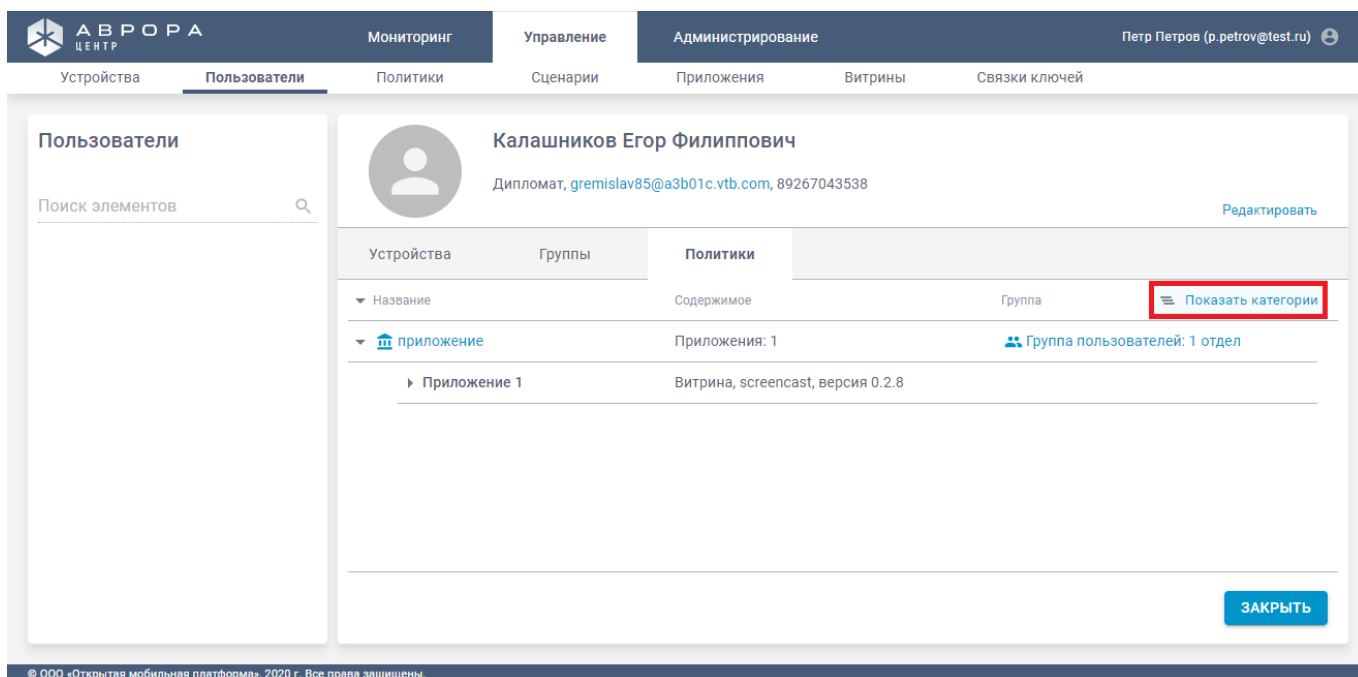 АВРОРА
ЦЕНТР
Мониторинг Управление Администрирование Петр Петров (p.petrov@test.ru)
Устройства Пользователи Политики Сценарии Приложения Витрины Связки ключей
Пользователи
Поиск элементов
Калашников Егор Филиппович
Дипломат, gremislav85@a3b01c.vtb.com, 89267043538
Редактировать
Устройства Группы Политики
Название Содержимое Группа Показать категории
приложение Приложения: 1 Группа пользователей: 1 отдел
Приложение 1 Витрина, screencast, версия 0.2.8
ЗАКРЫТЬ
© ООО «Открытая мобильная платформа», 2020 г. Все права защищены.